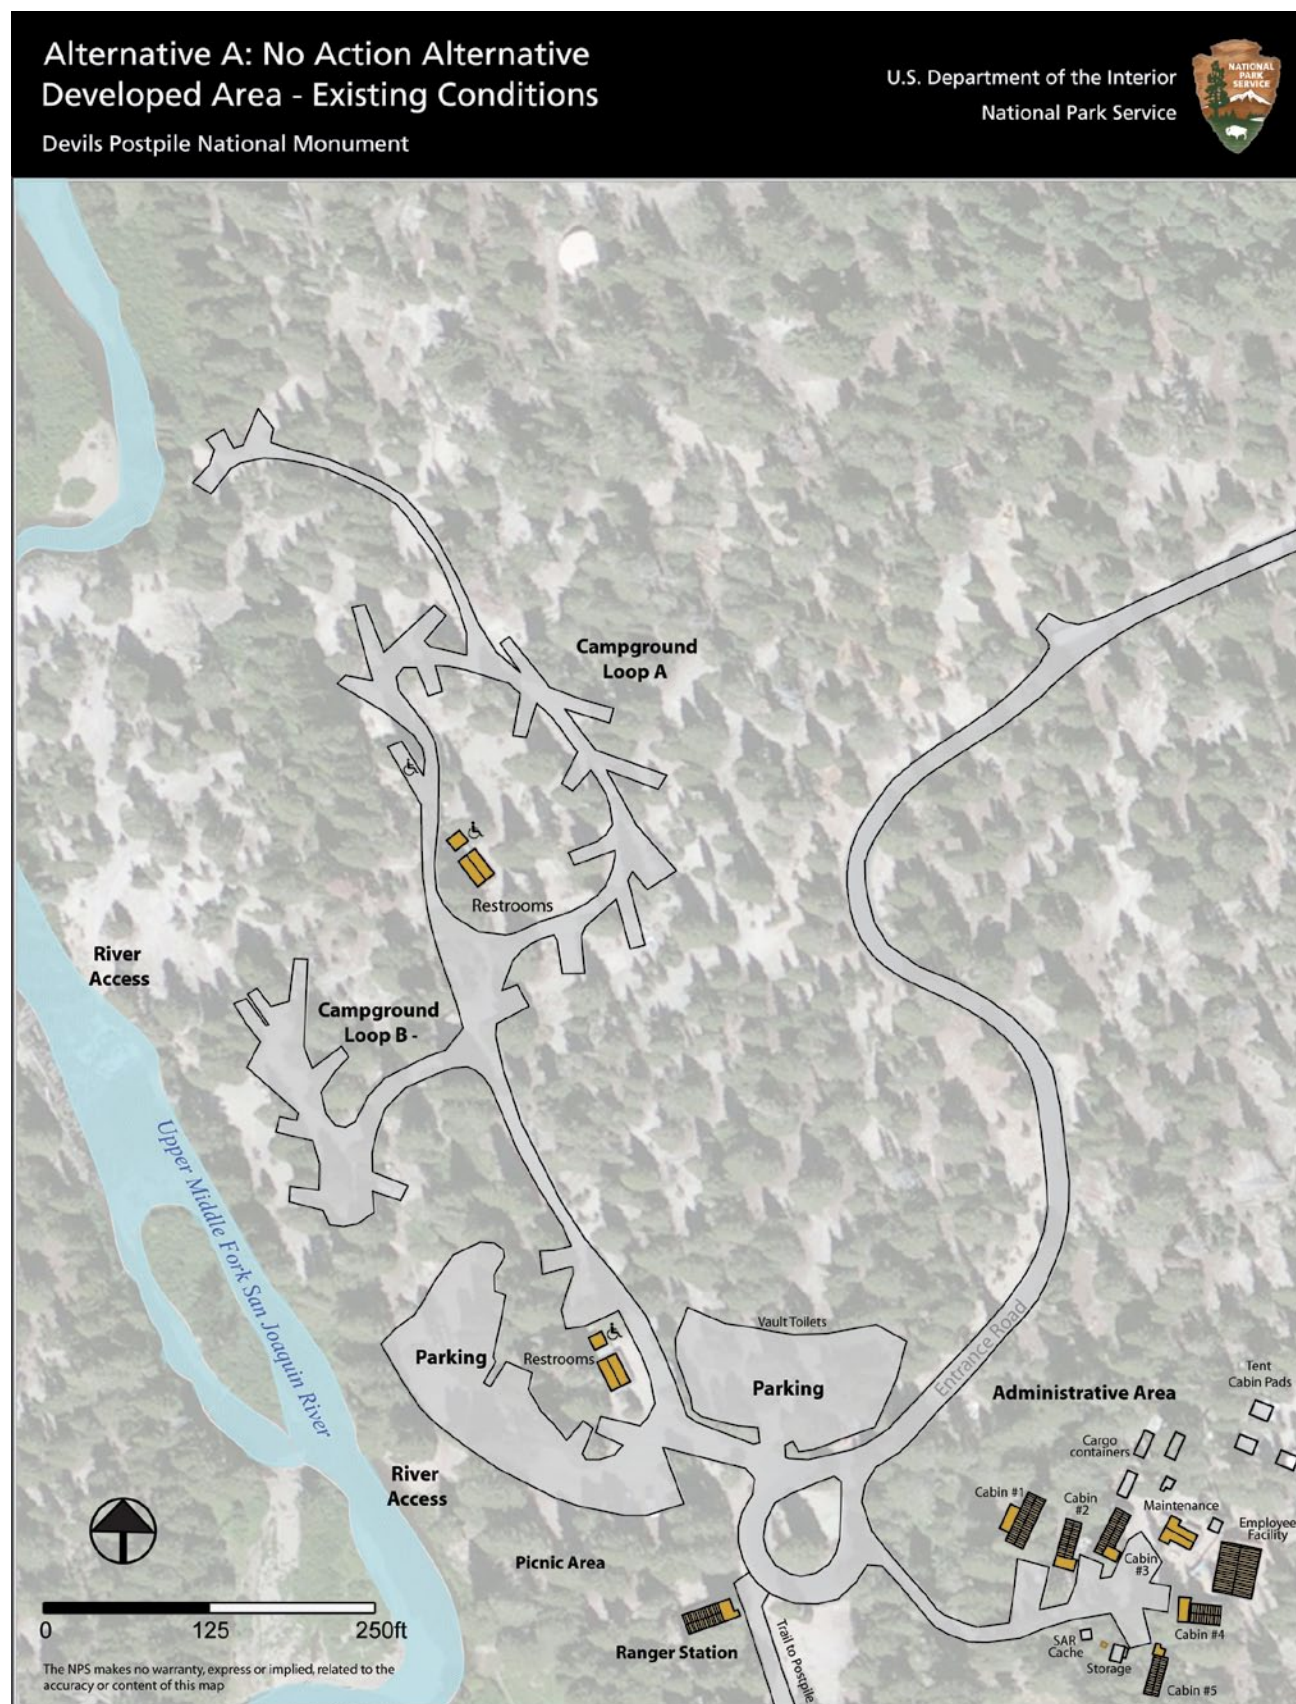 Alternative A: No Action Alternative
Developed Area - Existing Conditions
Devils Postpile National Monument
U.S. Department of the Interior
National Park Service
NATIONAL
PARK
SERVICE
Campground
Loop A
Restrooms
River
Access
Campground
Loop B -
Upper Middle Fork San Joaquin River
Vault Toilets
Parking
Restrooms
Parking
Entrance Road
Administrative Area
Tent
Cabin Pads
Cargo
containers
River
Access
Cabin #1
Cabin
#2
Maintenance
Employee
Facility
Picnic Area
Cabin
#3
0
125
250ft
Ranger Station
Trail to Postpile
SAR
Cache
Storage
Cabin #4
Cabin #5
The NPS makes no warranty, express or implied, related to the
accuracy or content of this map